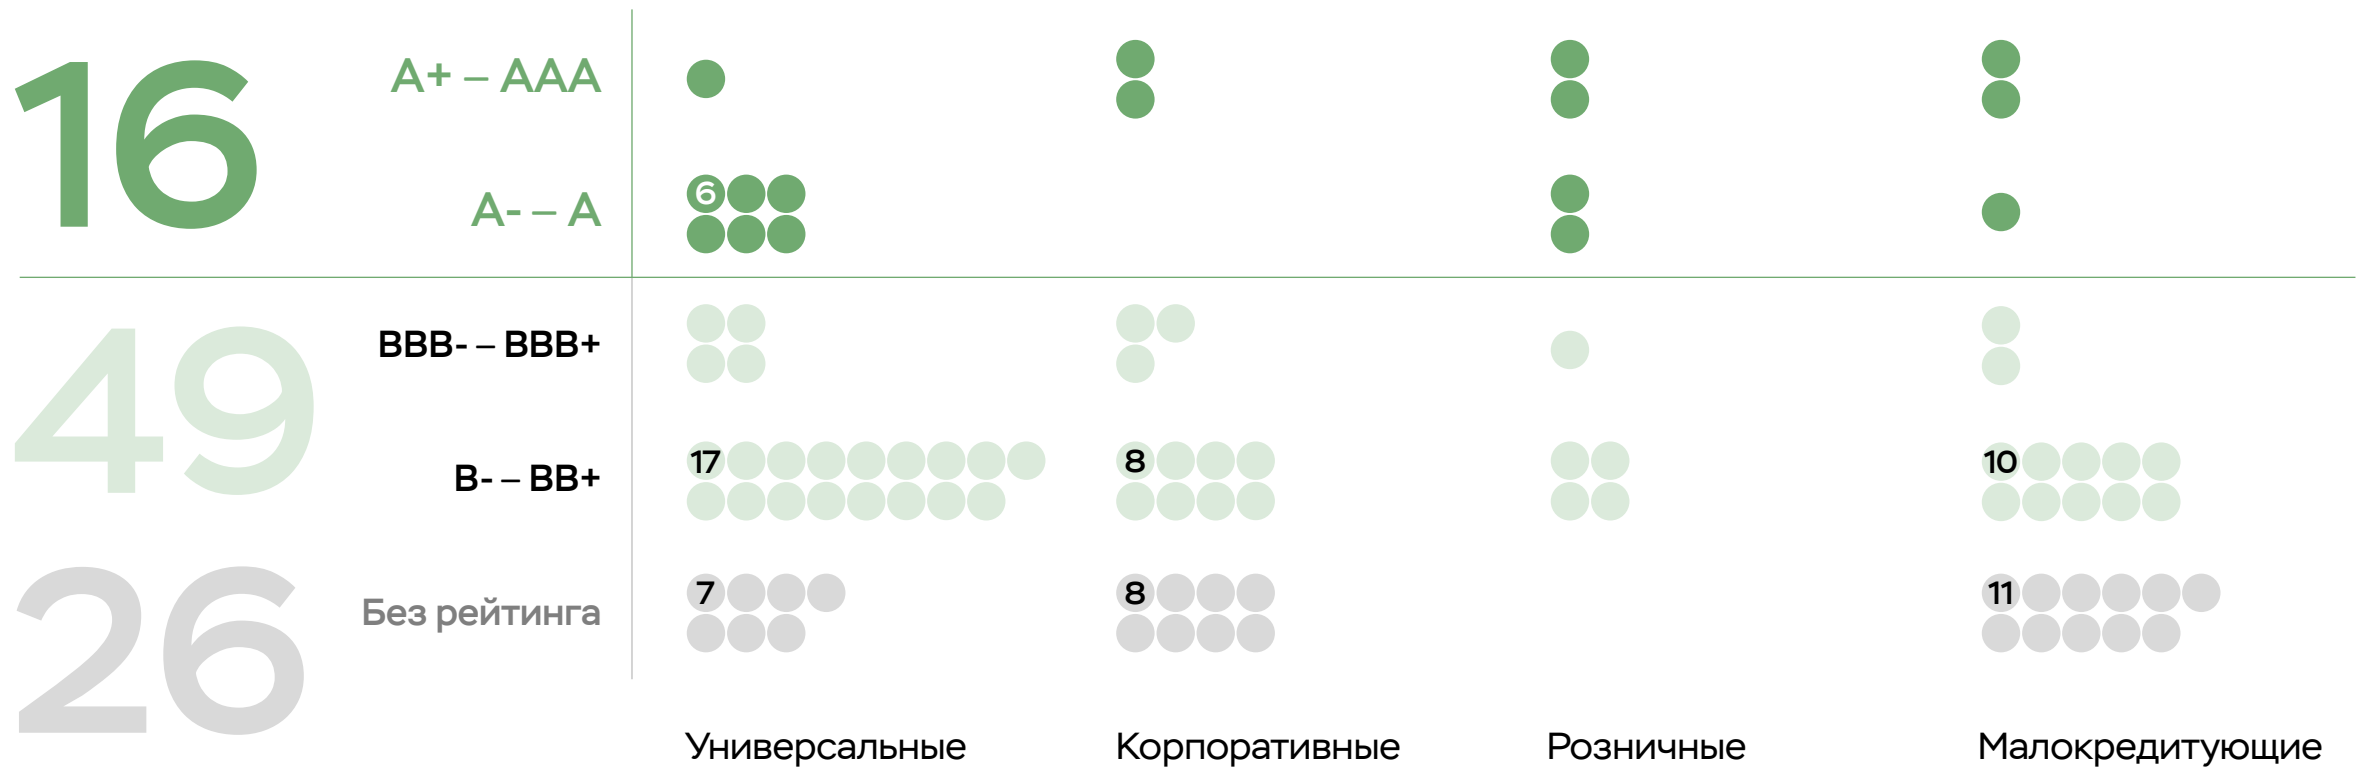 16
A+ – AAA
A- – A
6
49
BBB- – BBB+
B- – BB+
17
8
10
26
Без рейтинга
7
8
11
Универсальные
Корпоративные
Розничные
Малокредитующие